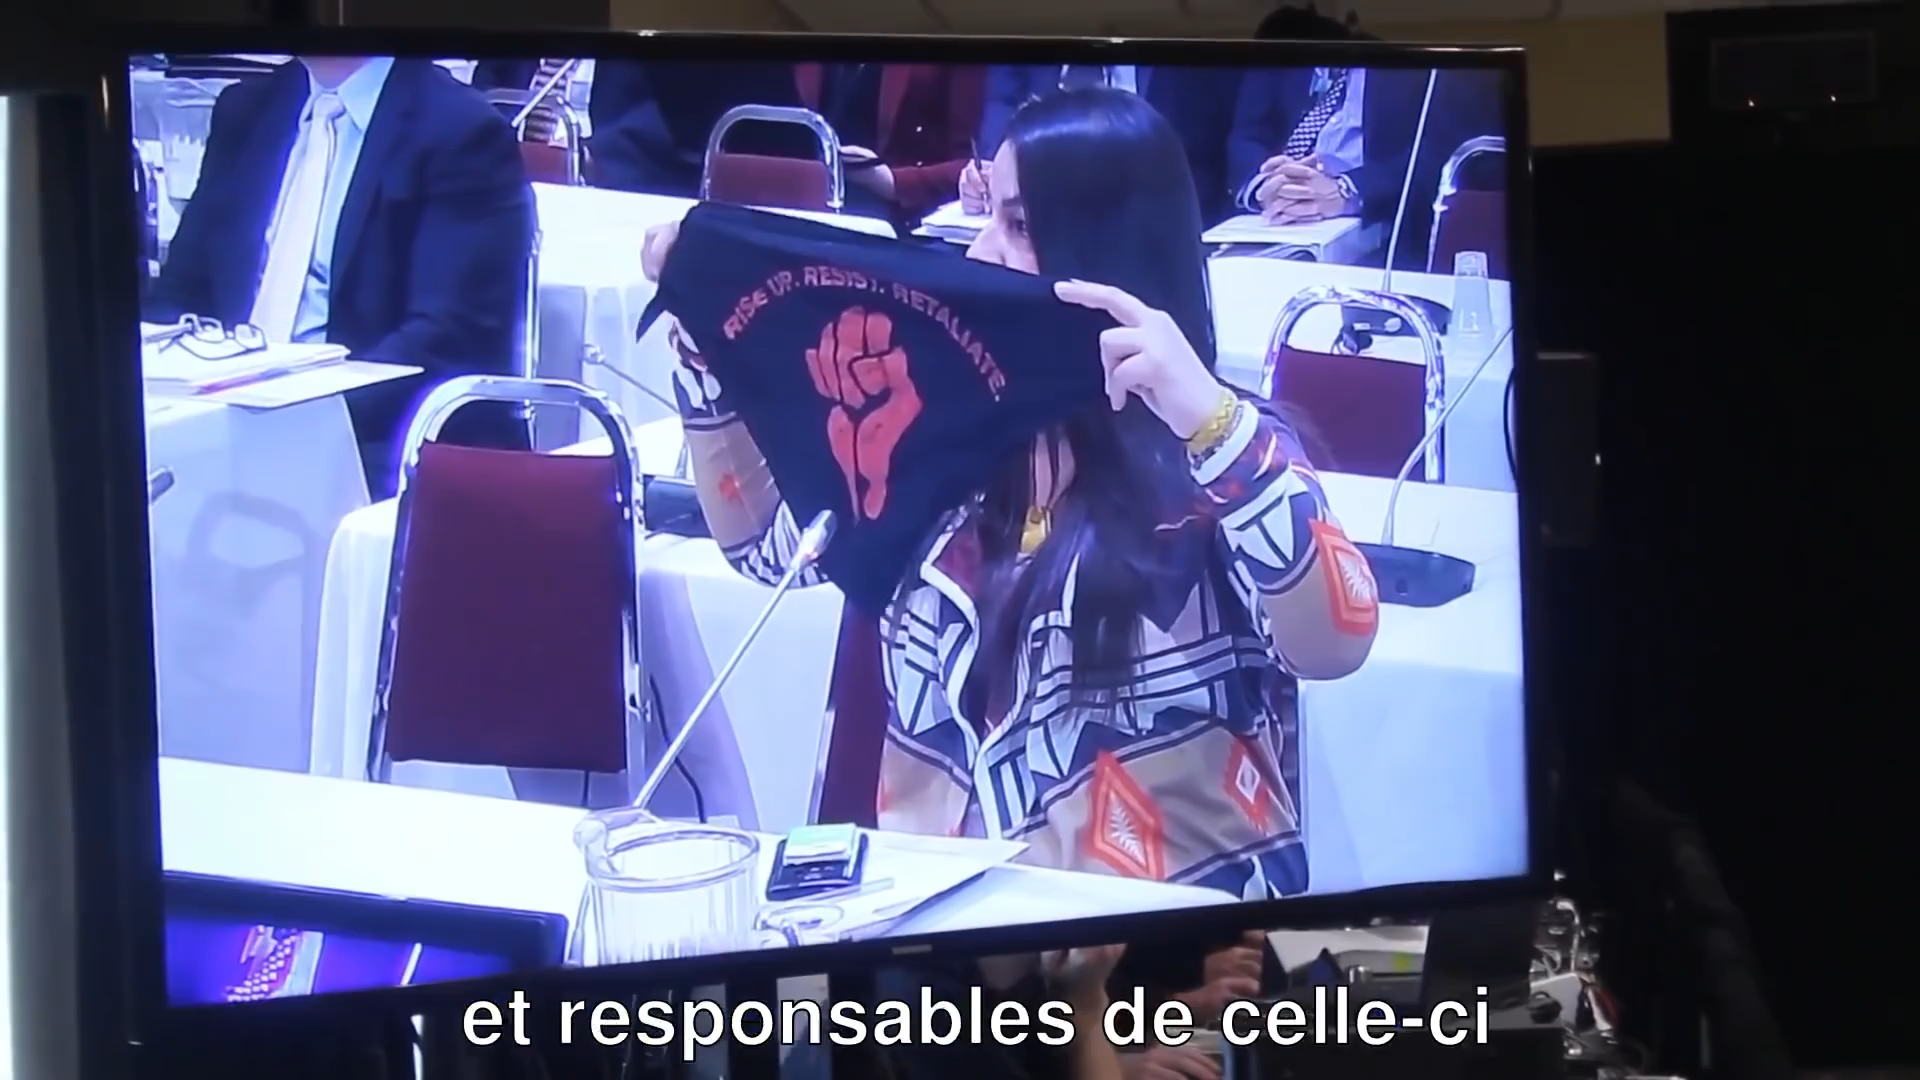 RISE UP. RESIST. RETALIATE
et responsables de celle-ci